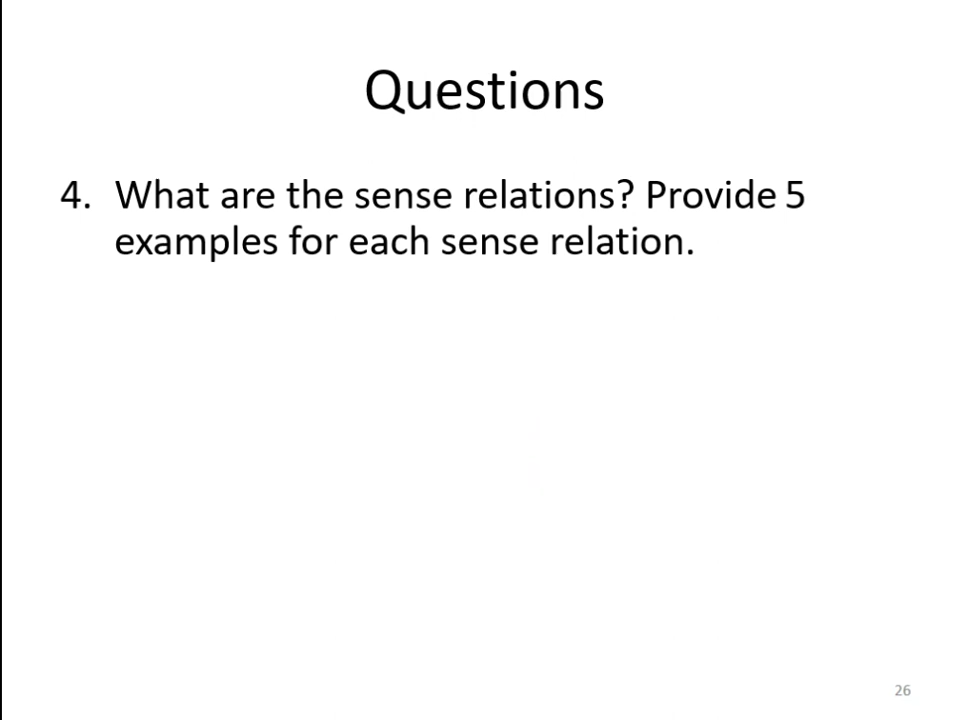 Questions
4. What are the sense relations? Provide 5
examples for each sense relation.
26